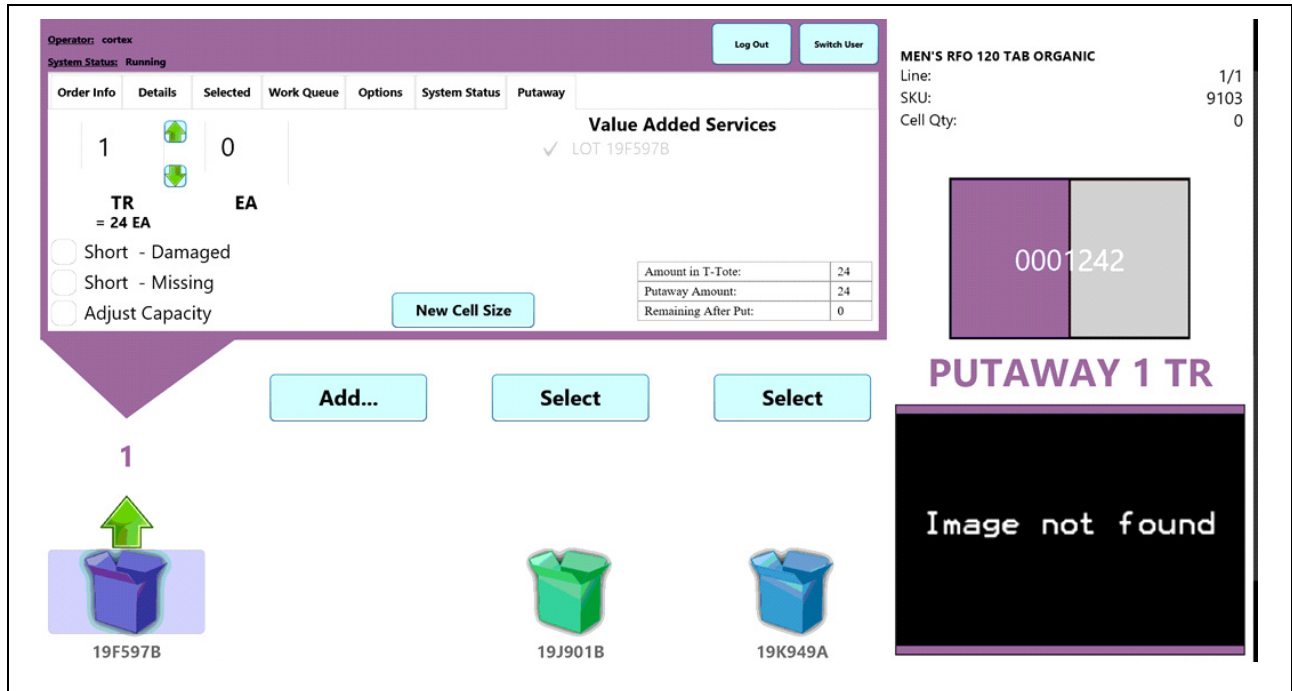 Operator: cortex
System Status: Running
Log Out
Switch User
Order Info Details Selected Work Queue Options System Status Putaway
1
0
TR
= 24 EA
EA
Value Added Services
LOT 19F597B
Short - Damaged
Short - Missing
Adjust Capacity
New Cell Size
Amount in T-Tote: 24
Putaway Amount: 24
Remaining After Put: 0
Add...
Select
Select
1
19F597B
19J901B
19K949A
MEN'S RFO 120 TAB ORGANIC
Line: 1/1
SKU: 9103
Cell Qty: 0
0001242
PUTAWAY 1 TR
Image not found